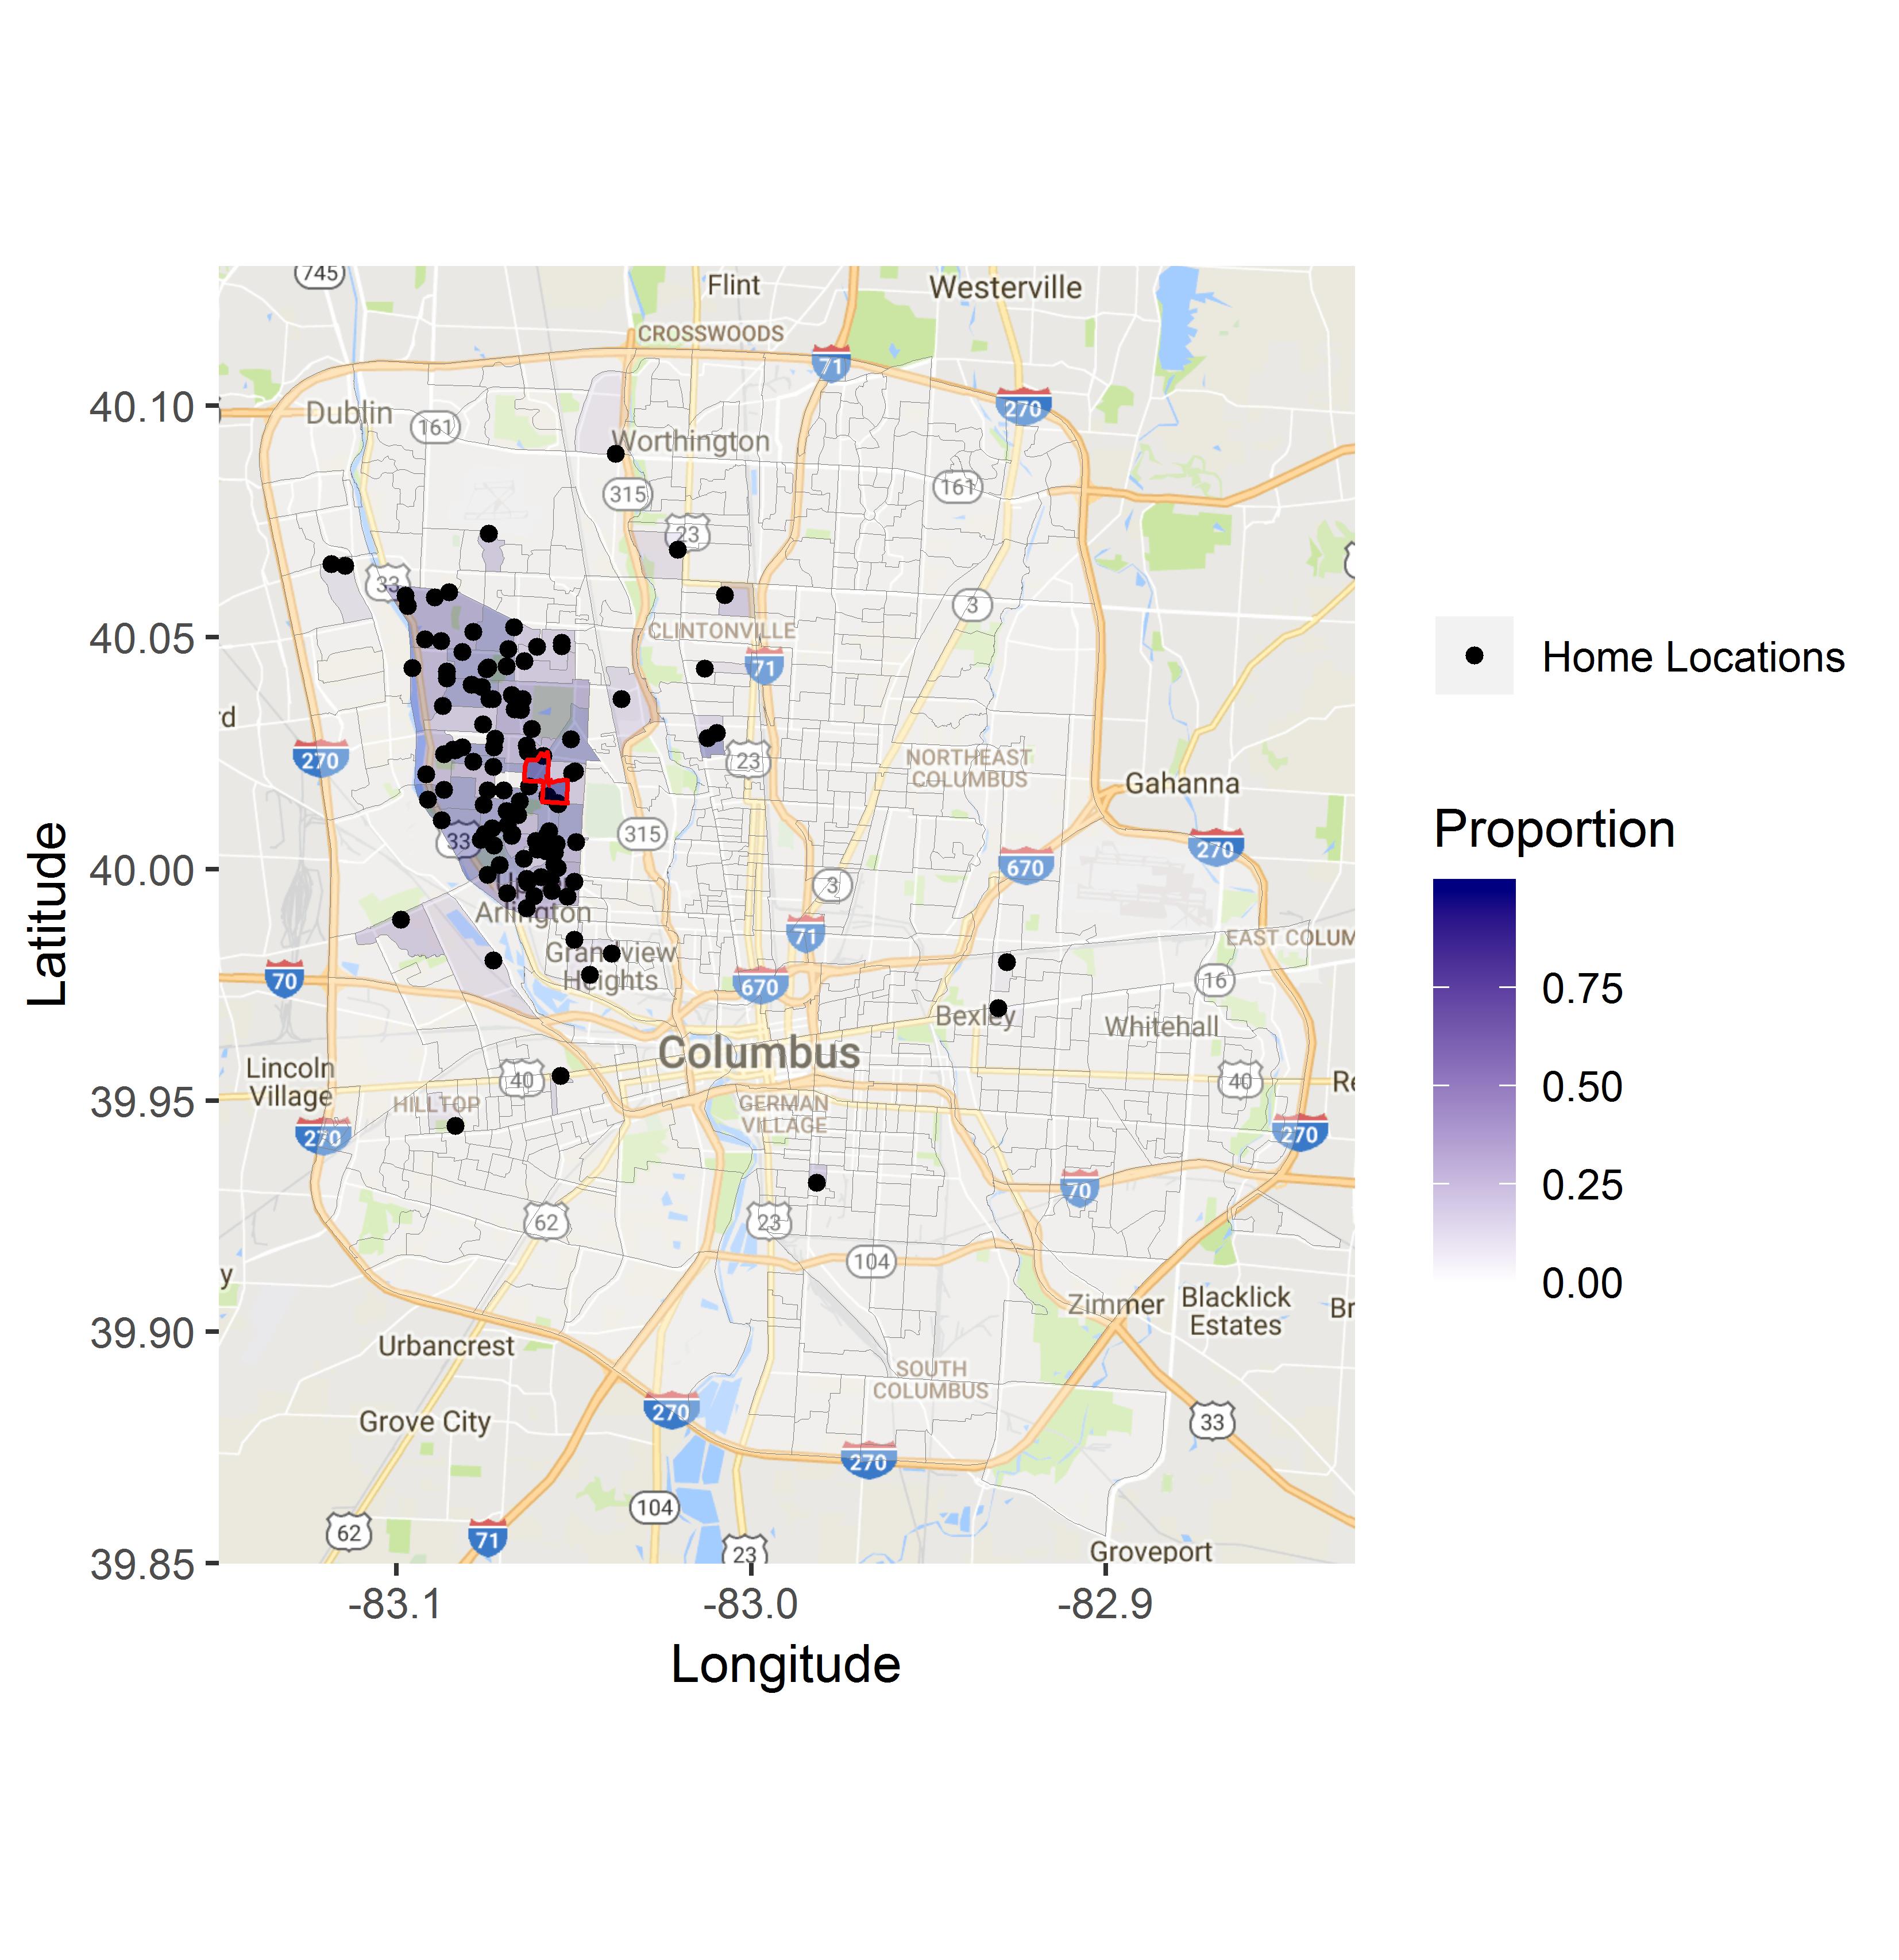 745
Flint
Westerville
CROSSWOODS
71
40.10
Dublin
270
161
Worthington
315
161
23
33
3
40.05
CLINTONVILLE
71
Home Locations
rd
270
23
NORTHEAST
COLUMBUS
Gahanna
Proportion
33
315
270
40.00
670
3
Arlington
71
EAST COLUM
Latitude
Grandview
Heights
70
670
16
0.75
Bexley
Whitehall
Columbus
Lincoln
Village
40
40
Re
0.50
39.95
HILLTOP
GERMAN
VILLAGE
270
270
70
0.25
62
23
104
y
0.00
Zimmer
Blacklick
Estates
Br
39.90
Urbancrest
SOUTH
COLUMBUS
Grove City
270
33
270
104
62
71
23
Groveport
39.85
-83.1
-83.0
-82.9
Longitude